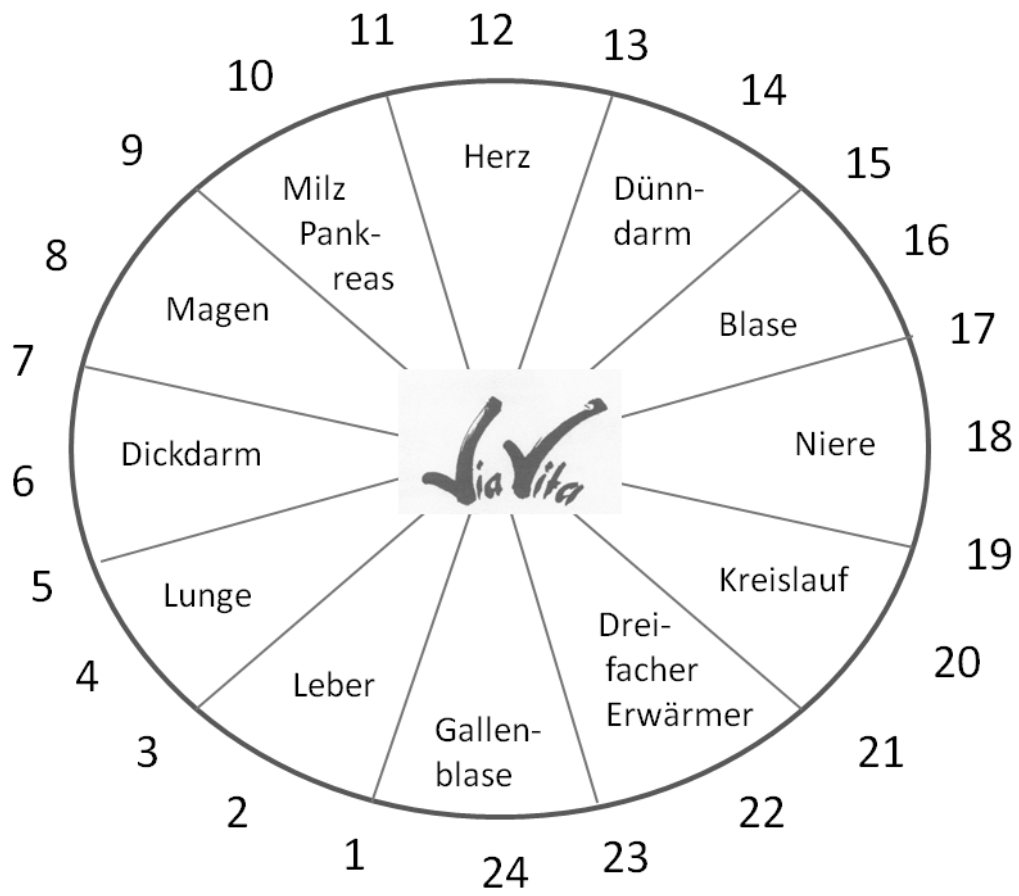 11
12
13
10
14
9
15
8
16
7
17
6
18
5
19
4
20
3
21
2
22
1
24
23
Herz
Milz
Pank-
reas
Dünn-
darm
Magen
Blase
Dickdarm
Niere
Via Vita
Lunge
Kreislauf
Leber
Drei-
facher
Erwärmer
Gallen-
blase